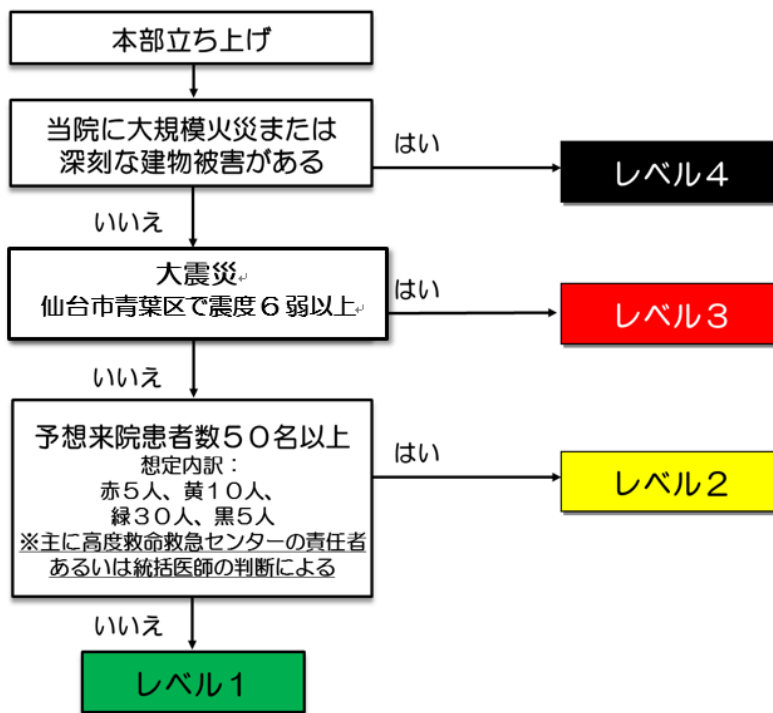 本部立ち上げ
当院に大規模火災または
深刻な建物被害がある
はい
レベル４
いいえ
大震災
仙台市青葉区で震度６弱以上
はい
レベル３
いいえ
予想来院患者数５０名以上
想定内訳：
赤５人、黄１０人、
緑３０人、黒５人
※主に高度救命救急センターの責任者
あるいは統括医師の判断による
はい
レベル２
いいえ
レベル１